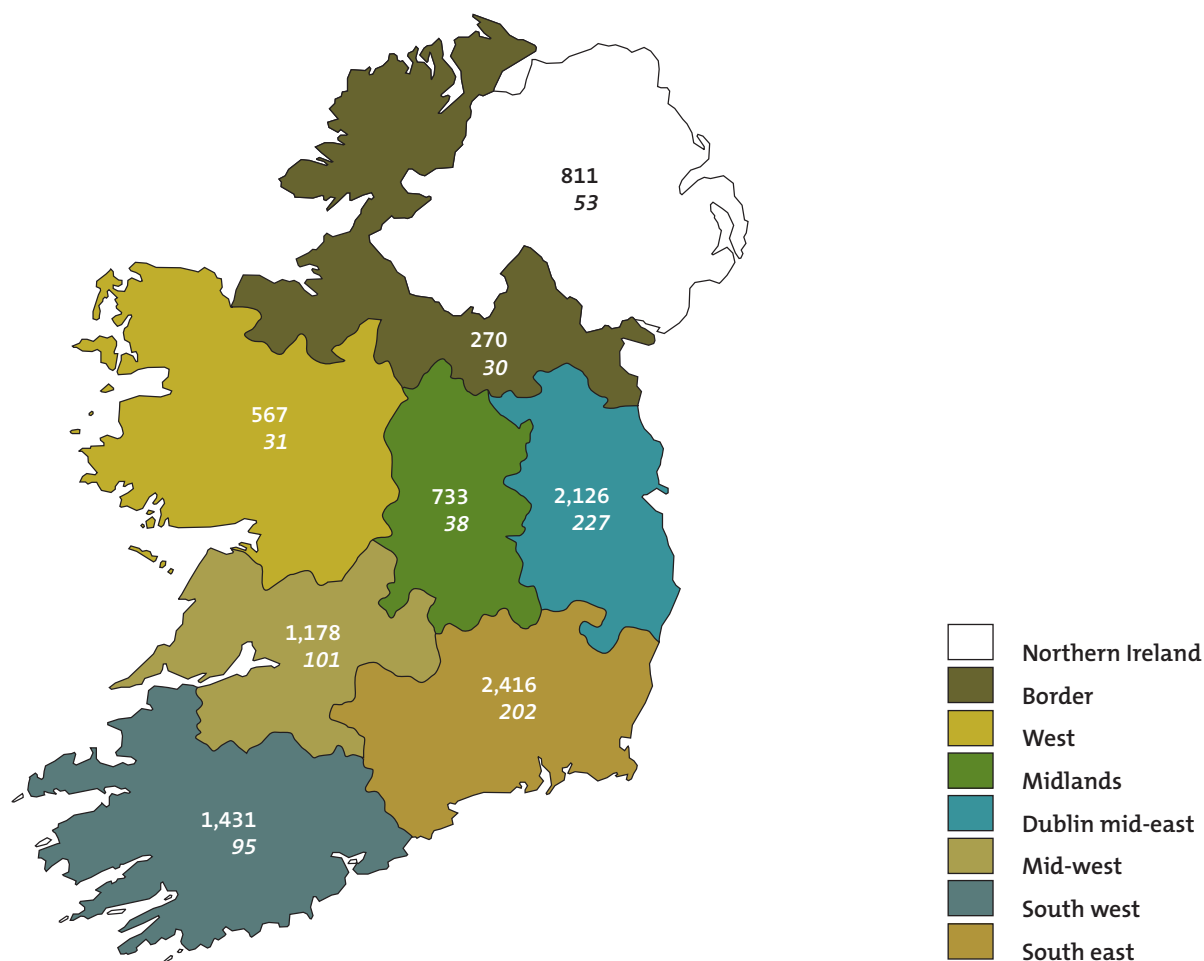 811
53
270
30
567
31
733
38
2,126
227
1,178
101
2,416
202
1,431
95
Northern Ireland
Border
West
Midlands
Dublin mid-east
Mid-west
South west
South east